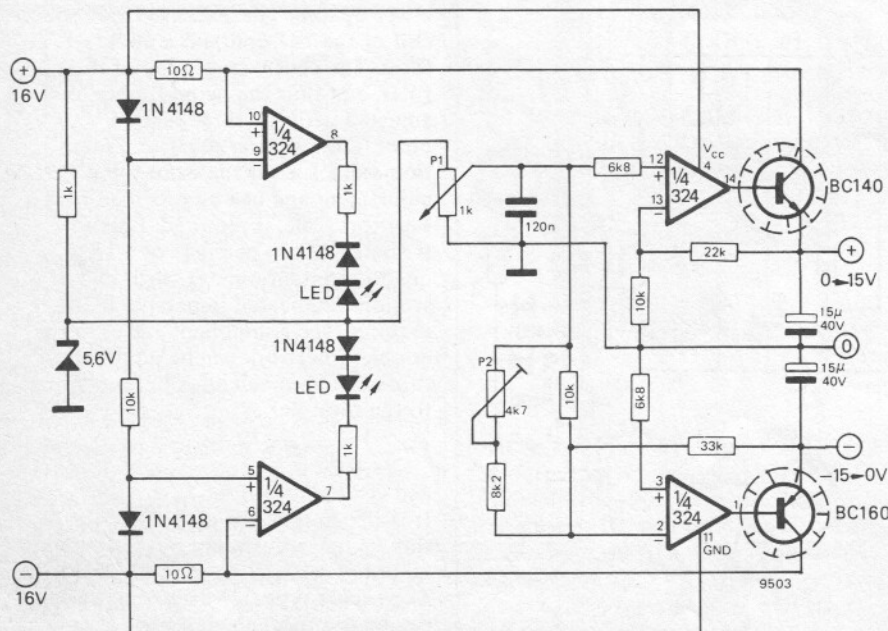 +
16V
10Ω
1N4148
10
+
9
−
1/4
324
8
1k
1k
1N4148
LED
1N4148
LED
1k
5,6V
10k
5
+
6
−
1/4
324
7
1N4148
−
16V
10Ω
P1
1k
120n
6k8
12
+
13
−
1/4
324
Vcc
4
14
BC140
22k
10k
+
0→15V
15μ
40V
0
15μ
40V
P2
4k7
10k
6k8
33k
−
−15→0V
8k2
3
+
2
−
1/4
324
1
11
GND
BC160
9503